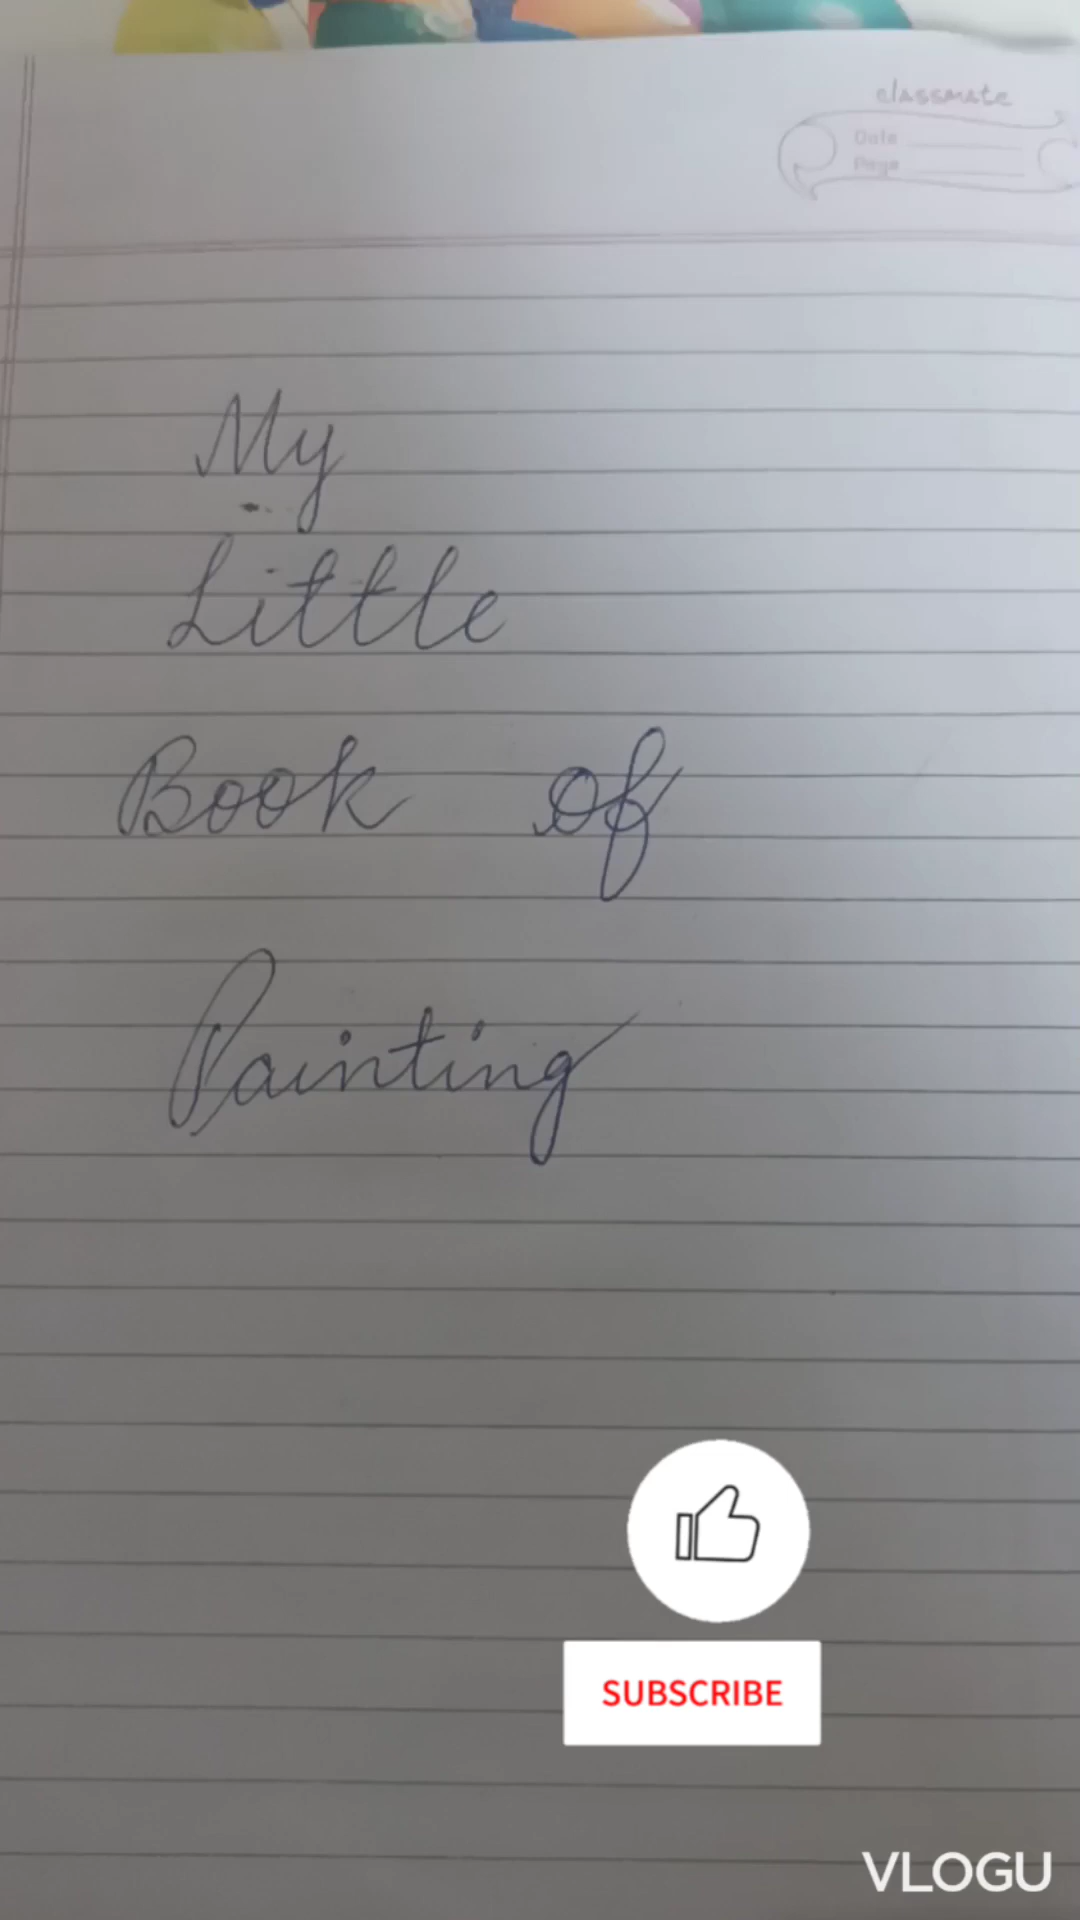 classmate
Date
Page
My
Little
Book of
Painting
SUBSCRIBE
VLOGU